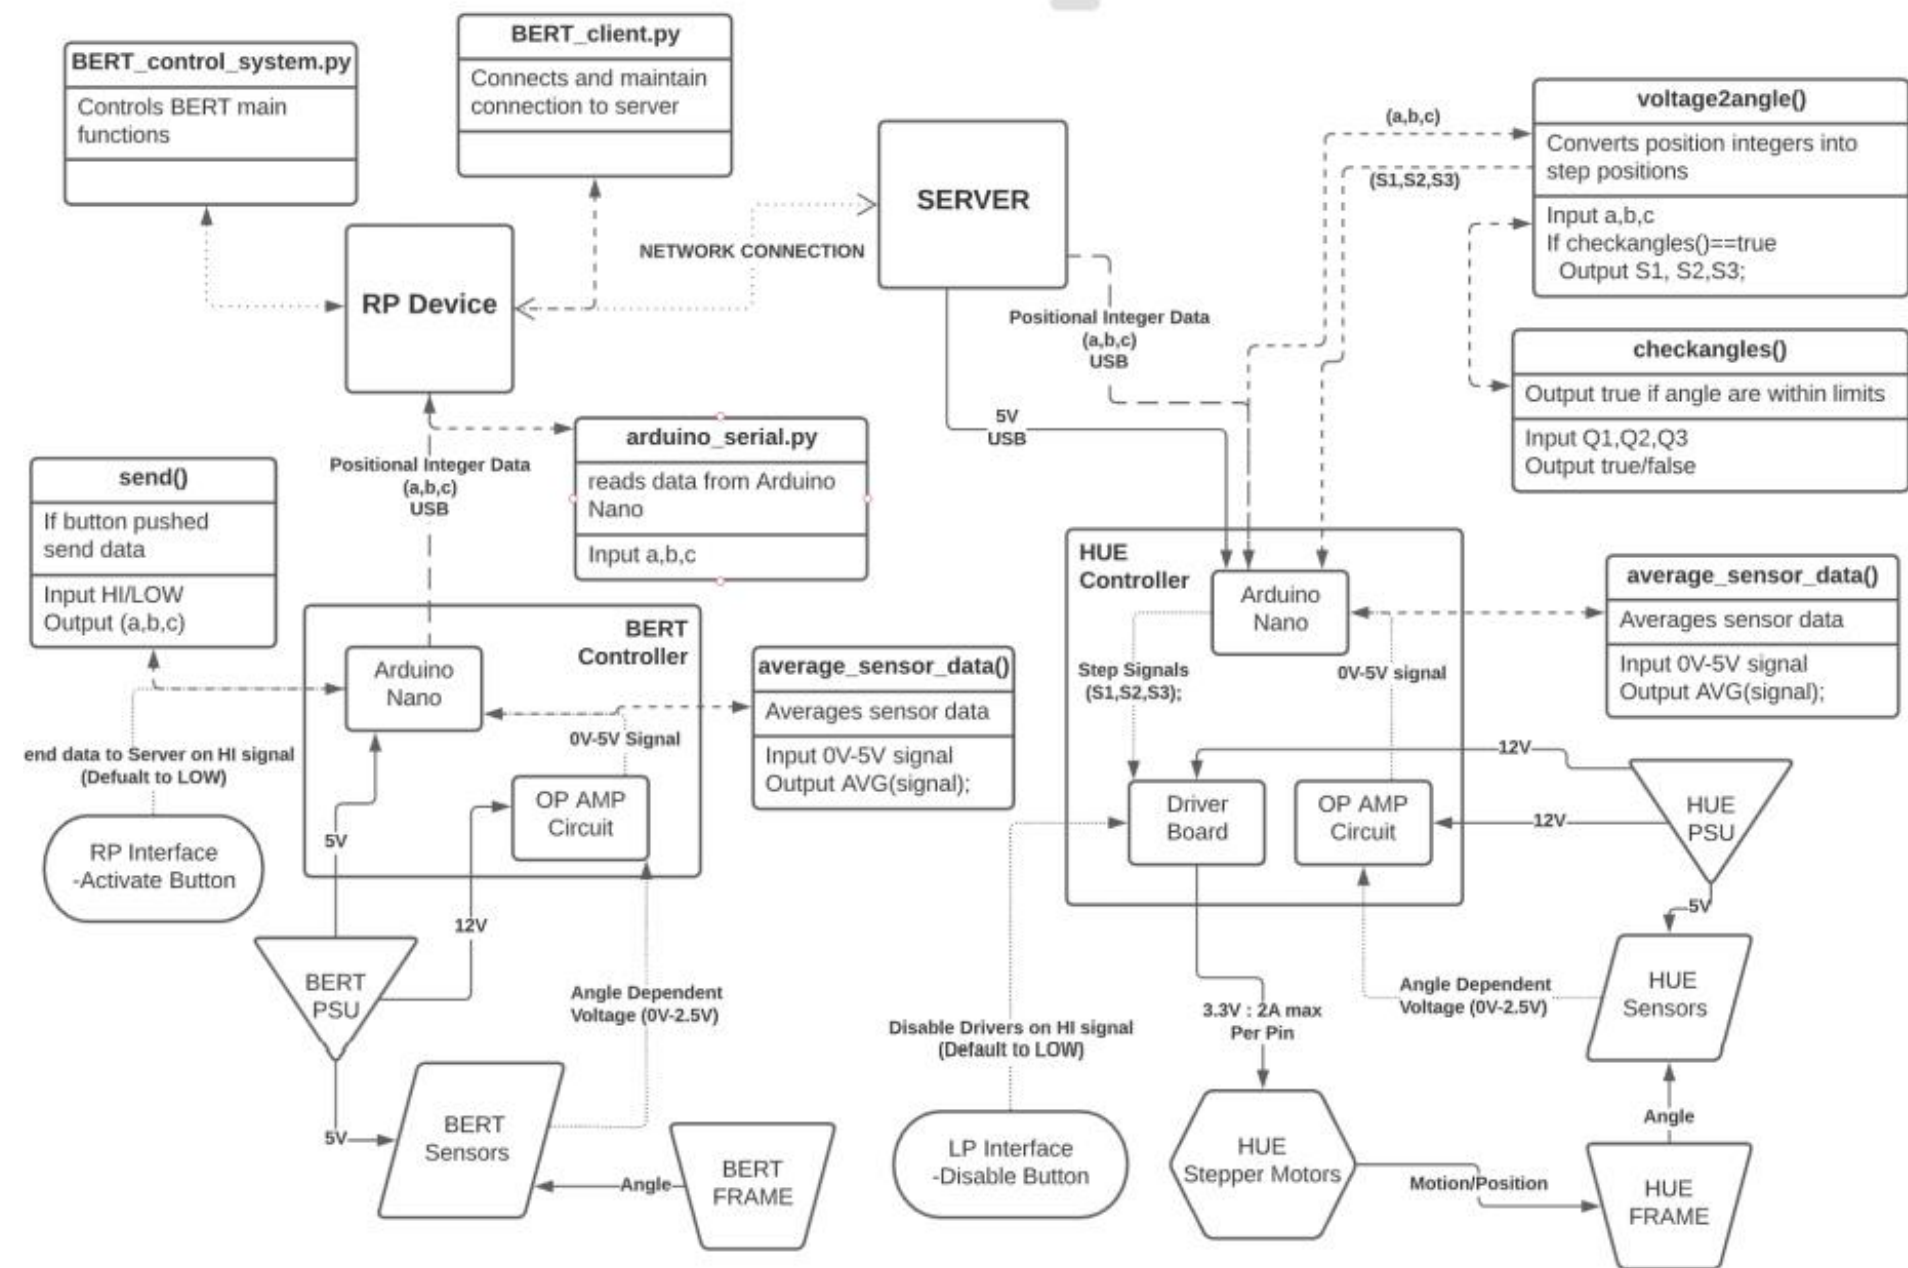 BERT_control_system.py
Controls BERT main
functions
BERT_client.py
Connects and maintain
connection to server
SERVER
NETWORK CONNECTION
RP Device
(a,b,c)
(S1,S2,S3)
voltage2angle()
Converts position integers into
step positions
Input a,b,c
If checkangles()==true
Output S1, S2,S3;
checkangles()
Output true if angle are within limits
Input Q1,Q2,Q3
Output true/false
Positional Integer Data
(a,b,c)
USB
5V
USB
Positional Integer Data
(a,b,c)
USB
arduino_serial.py
reads data from Arduino
Nano
Input a,b,c
send()
If button pushed
send data
Input HI/LOW
Output (a,b,c)
BERT
Controller
Arduino
Nano
0V-5V Signal
OP AMP
Circuit
average_sensor_data()
Averages sensor data
Input 0V-5V signal
Output AVG(signal);
end data to Server on HI signal
(Defualt to LOW)
RP Interface
-Activate Button
5V
12V
BERT
PSU
5V
BERT
Sensors
Angle Dependent
Voltage (0V-2.5V)
Angle
BERT
FRAME
HUE
Controller
Arduino
Nano
Step Signals
(S1,S2,S3);
0V-5V signal
Driver
Board
OP AMP
Circuit
average_sensor_data()
Averages sensor data
Input 0V-5V signal
Output AVG(signal);
12V
12V
HUE
PSU
5V
HUE
Sensors
Angle Dependent
Voltage (0V-2.5V)
3.3V : 2A max
Per Pin
Disable Drivers on HI signal
(Default to LOW)
LP Interface
-Disable Button
HUE
Stepper Motors
Motion/Position
Angle
HUE
FRAME